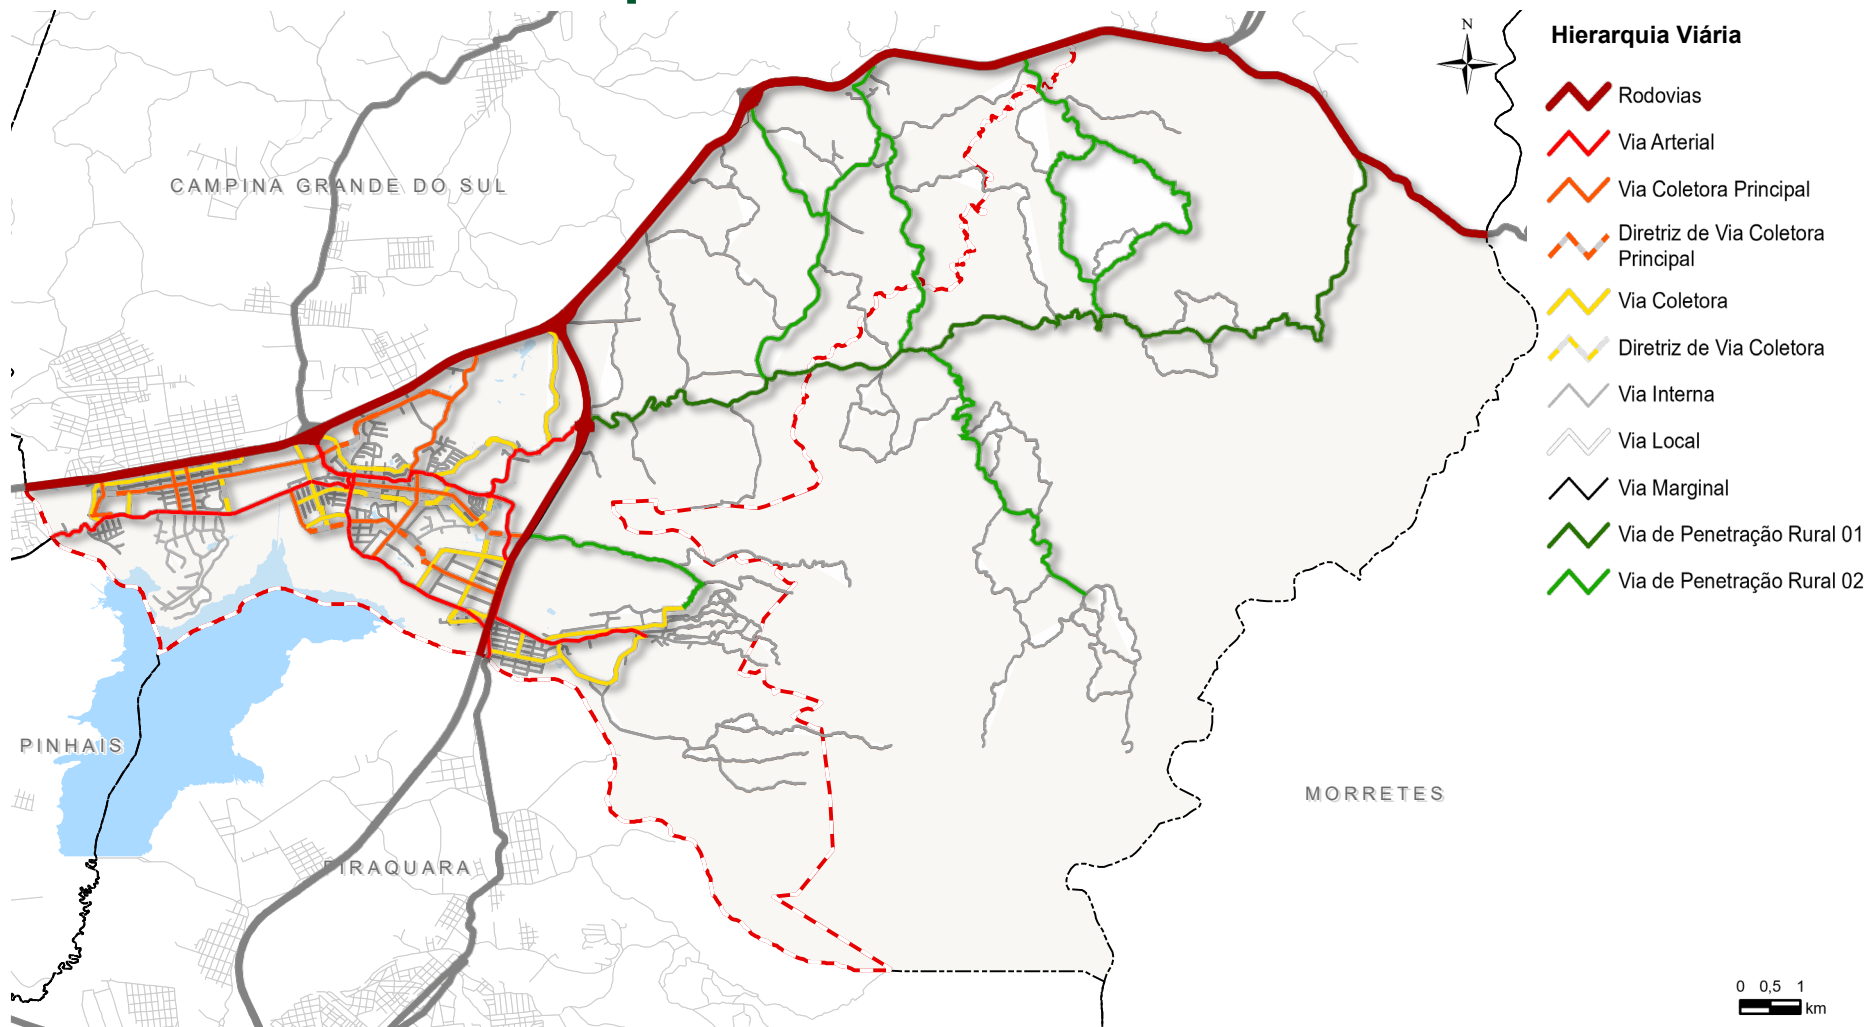 Hierarquia Viária
N
Rodovias
Via Arterial
Via Coletora Principal
Diretriz de Via Coletora
Principal
Via Coletora
Diretriz de Via Coletora
Via Interna
Via Local
Via Marginal
Via de Penetração Rural 01
Via de Penetração Rural 02
CAMPINA GRANDE DO SUL
PINHAIS
MORRETES
PIRAQUARA
0 0,5 1
km